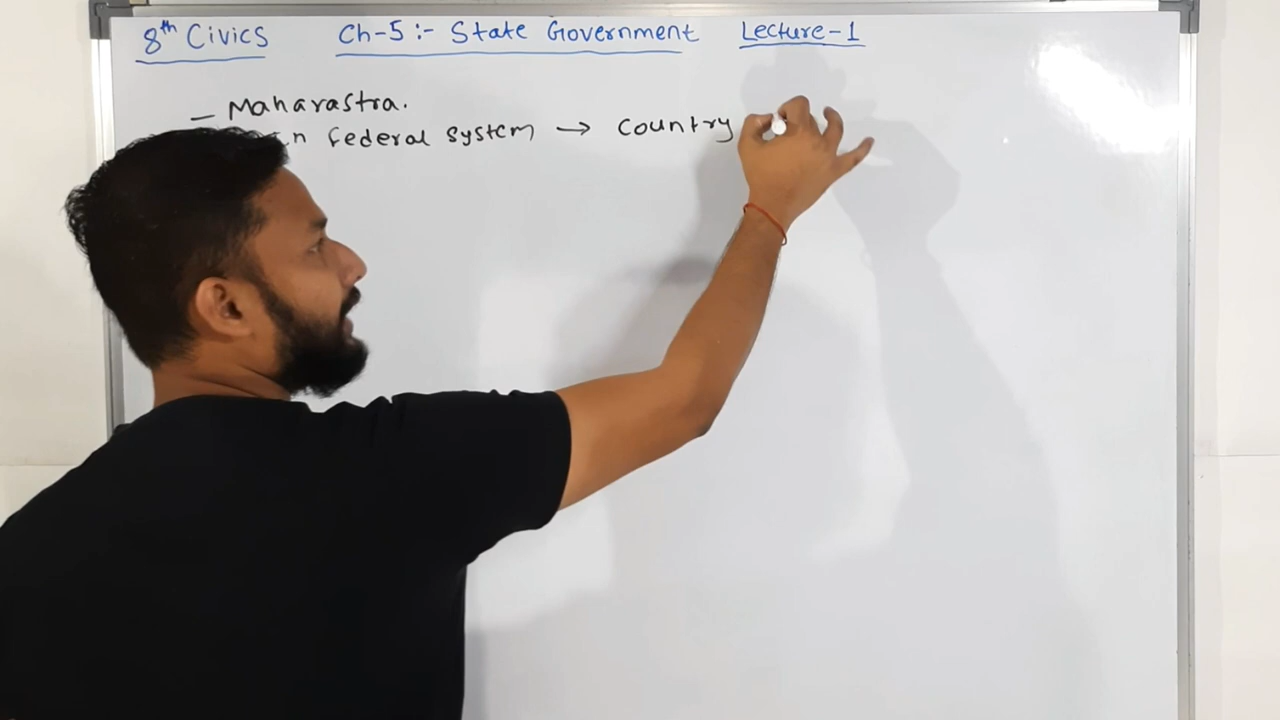 8th Civics Ch-5:- State Government Lecture-1
– Maharastra.
Federal System → Country